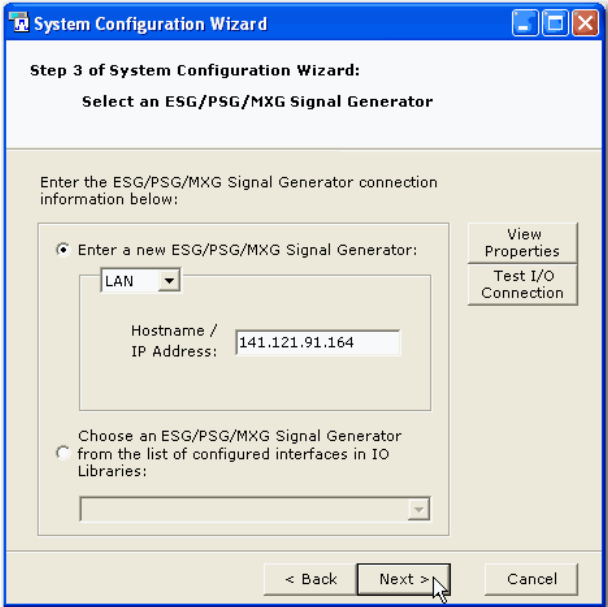 System Configuration Wizard
Step 3 of System Configuration Wizard:
Select an ESG/PSG/MXG Signal Generator
Enter the ESG/PSG/MXG Signal Generator connection
information below:
Enter a new ESG/PSG/MXG Signal Generator:
LAN
Hostname /
IP Address:
141.121.91.164
Choose an ESG/PSG/MXG Signal Generator
from the list of configured interfaces in IO
Libraries:
View
Properties
Test I/O
Connection
< Back
Next >
Cancel